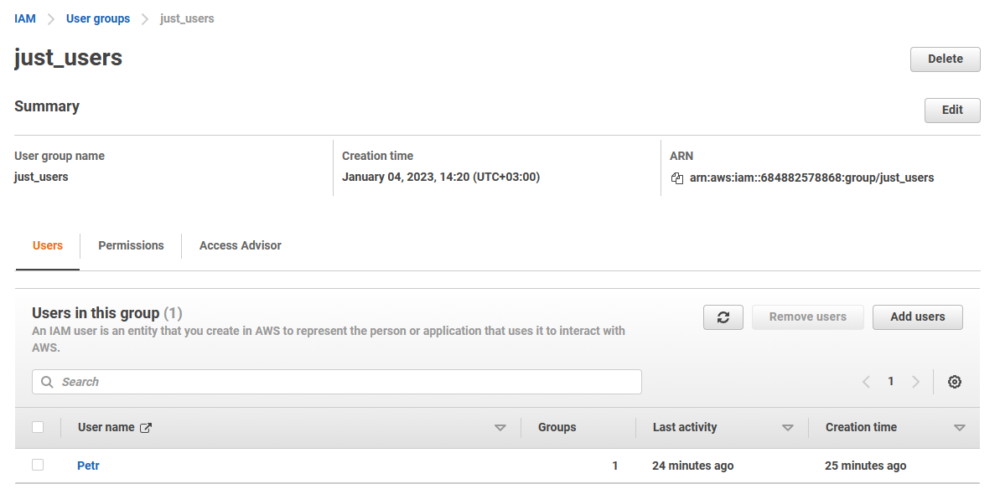 IAM User groups just_users
just_users
Delete
Summary
Edit
User group name
just_users
Creation time
January 04, 2023, 14:20 (UTC+03:00)
ARN
arn:aws:iam::684882578868:group/just_users
Users Permissions Access Advisor
Users in this group (1)
An IAM user is an entity that you create in AWS to represent the person or application that uses it to interact with
AWS.
Remove users Add users
Search
1
User name Groups Last activity Creation time
Petr 1 24 minutes ago 25 minutes ago